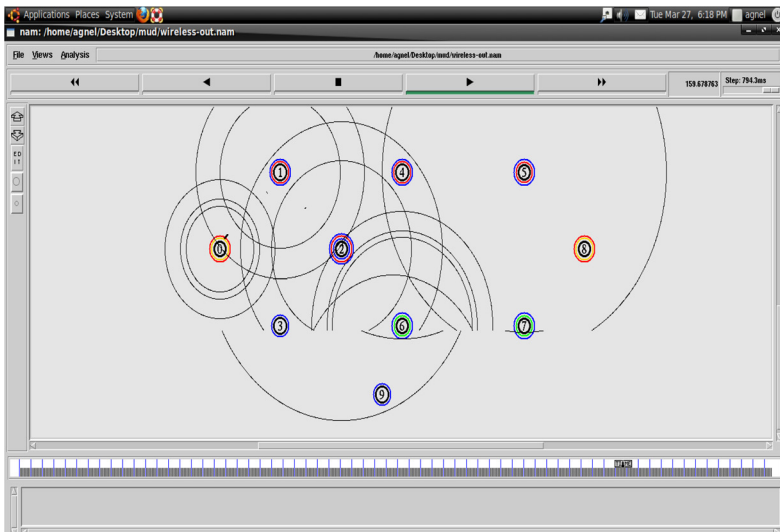 Applications Places System Tue Mar 27, 6:18 PM agnel
nam: /home/agnel/Desktop/mud/wireless-out.nam
File Views Analysis /home/agnel/Desktop/mud/wireless-out.nam
159.678763 Step: 794.3ms
ED
IT
1 4 5
0 2 8
3 6 7
9